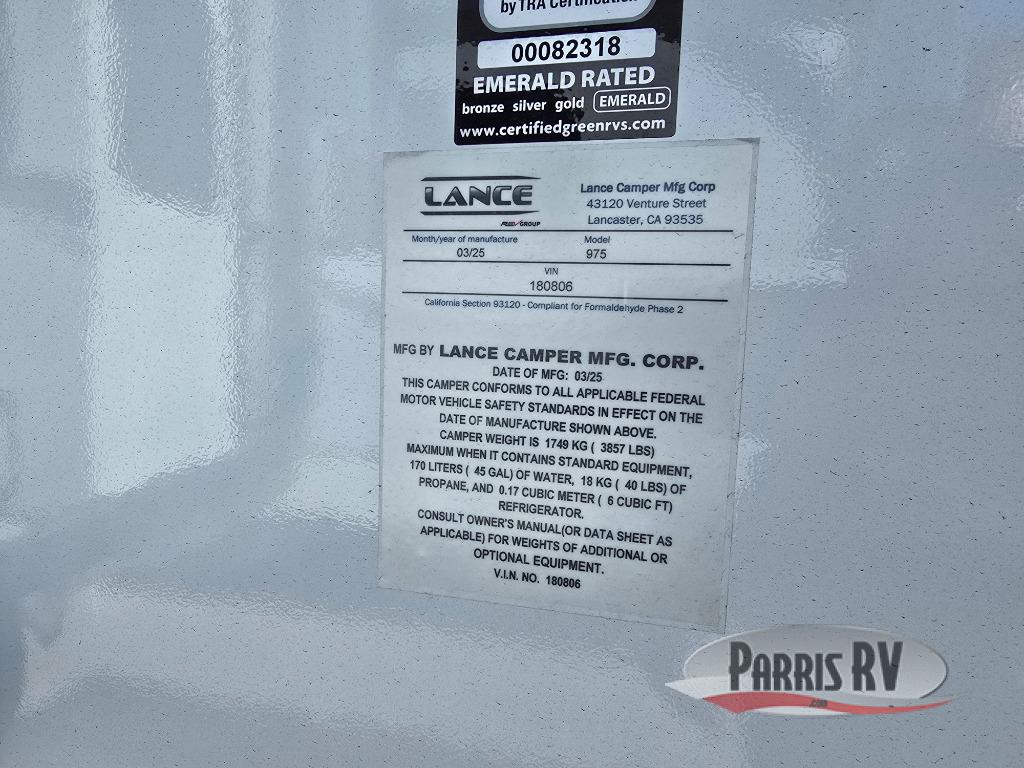 by TRA Certification
00082318
EMERALD RATED
bronze silver gold EMERALD
www.certifiedgreenrvs.com
LANCE
GROUP
Lance Camper Mfg Corp
43120 Venture Street
Lancaster, CA 93535
Month/year of manufacture
03/25
Model
975
VIN
180806
California Section 93120 - Compliant for Formaldehyde Phase 2
MFG BY LANCE CAMPER MFG. CORP.
DATE OF MFG: 03/25
THIS CAMPER CONFORMS TO ALL APPLICABLE FEDERAL
MOTOR VEHICLE SAFETY STANDARDS IN EFFECT ON THE
DATE OF MANUFACTURE SHOWN ABOVE.
CAMPER WEIGHT IS 1749 KG ( 3857 LBS)
MAXIMUM WHEN IT CONTAINS STANDARD EQUIPMENT,
170 LITERS ( 45 GAL) OF WATER, 18 KG ( 40 LBS) OF
PROPANE, AND 0.17 CUBIC METER ( 6 CUBIC FT)
REFRIGERATOR.
CONSULT OWNER'S MANUAL(OR DATA SHEET AS
APPLICABLE) FOR WEIGHTS OF ADDITIONAL OR
OPTIONAL EQUIPMENT.
V.I.N. NO. 180806
PARRIS RV
.com